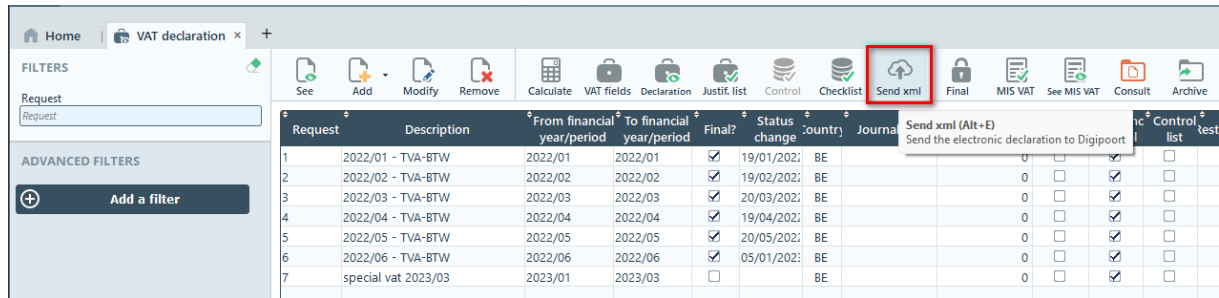 Home | VAT declaration × +
FILTERS
Request
Request
ADVANCED FILTERS
Add a filter
See Add Modify Remove Calculate VAT fields Declaration Justif. list Control Checklist Send xml Final MIS VAT See MIS VAT Consult Archive
Request Description From financial year/period To financial year/period Final? Status change Country Journal Control list
Send xml (Alt+E)
Send the electronic declaration to Digipoort
1 2022/01 - TVA-BTW 2022/01 2022/01 19/01/2022 BE 0
2 2022/02 - TVA-BTW 2022/02 2022/02 19/02/2022 BE 0
3 2022/03 - TVA-BTW 2022/03 2022/03 20/03/2022 BE 0
4 2022/04 - TVA-BTW 2022/04 2022/04 19/04/2022 BE 0
5 2022/05 - TVA-BTW 2022/05 2022/05 20/05/2022 BE 0
6 2022/06 - TVA-BTW 2022/06 2022/06 05/01/202 BE 0
7 special vat 2023/03 2023/01 2023/03 BE 0